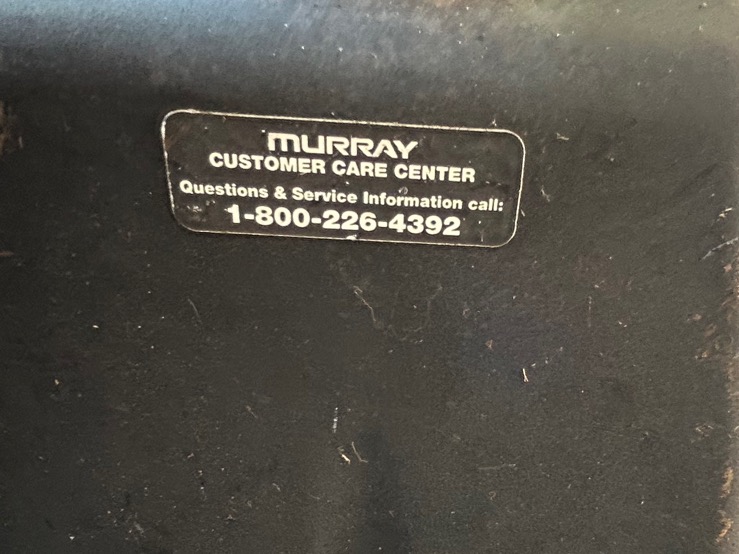 MURRAY
CUSTOMER CARE CENTER
Questions & Service Information call:
1-800-226-4392